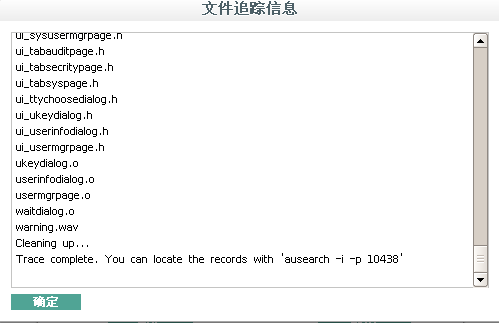 文件追踪信息
ui_sysusermgrpage.h
ui_tabauditpage.h
ui_tabsecritypage.h
ui_tabsyspage.h
ui_ttychoosedialog.h
ui_ukeydialog.h
ui_userinfodialog.h
ui_usermgrpage.h
ukeydialog.o
userinfodialog.o
usermgrpage.o
waitdialog.o
warning.wav
Cleaning up...
Trace complete. You can locate the records with 'ausearch -i -p 10438'
确定